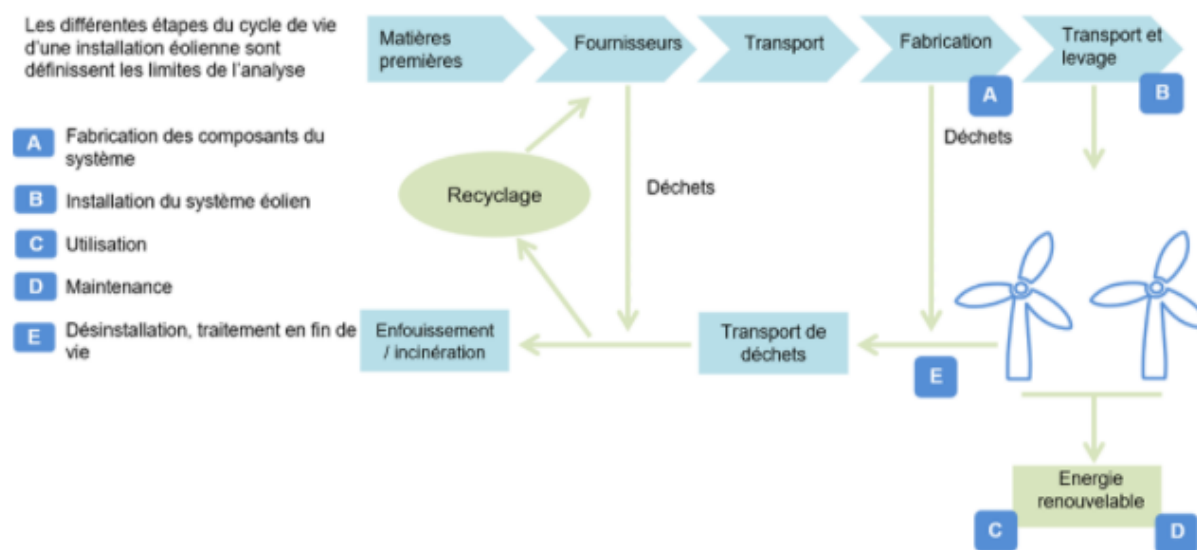 Les différentes étapes du cycle de vie
d'une installation éolienne sont
définissent les limites de l'analyse
A
Fabrication des composants du
système
B
Installation du système éolien
C
Utilisation
D
Maintenance
E
Désinstallation, traitement en fin de
vie
Matières
premières
Fournisseurs
Transport
Fabrication
A
Transport et
levage
B
Déchets
Recyclage
Déchets
Enfouissement
/ incinération
Transport de
déchets
E
Energie
renouvelable
C
D